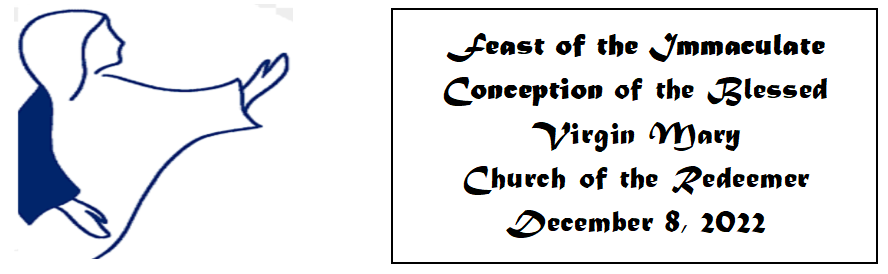 Feast of the Immaculate
Conception of the Blessed
Virgin Mary
Church of the Redeemer
December 8, 2022